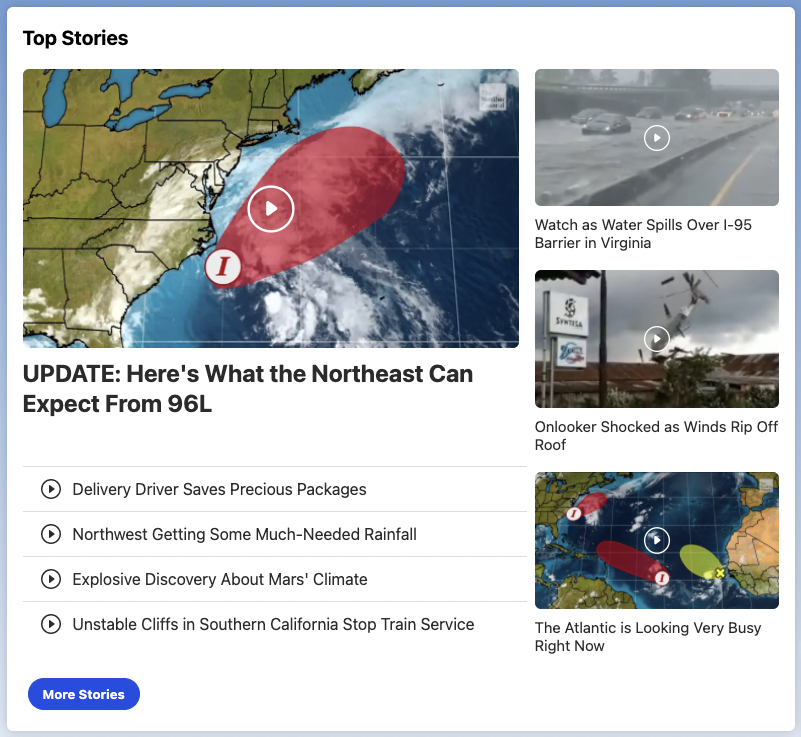 Top Stories
I
UPDATE: Here's What the Northeast Can
Expect From 96L
Delivery Driver Saves Precious Packages
Northwest Getting Some Much-Needed Rainfall
Explosive Discovery About Mars' Climate
Unstable Cliffs in Southern California Stop Train Service
More Stories
Watch as Water Spills Over I-95
Barrier in Virginia
SYNTESA
Onlooker Shocked as Winds Rip Off
Roof
I
I
X
The Atlantic is Looking Very Busy
Right Now